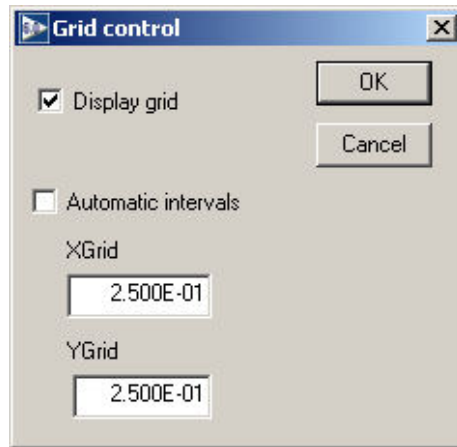 Grid control
Display grid
OK
Cancel
Automatic intervals
XGrid
2.500E-01
YGrid
2.500E-01